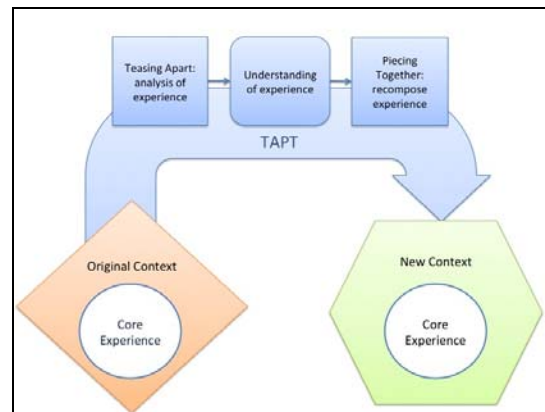 Teasing Apart:
analysis of
experience
Understanding
of experience
Piecing
Together:
recompose
experience
TAPT
Original Context
Core
Experience
New Context
Core
Experience